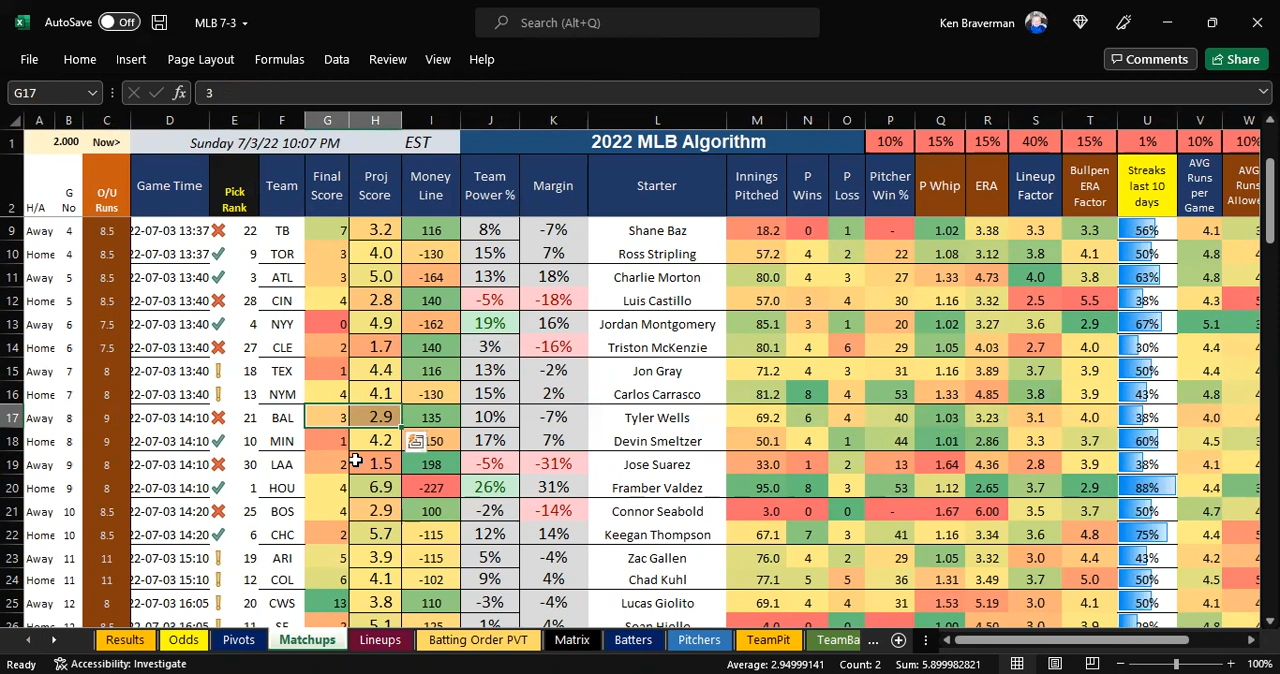 AutoSave Off MLB 7-3 Search (Alt+Q) Ken Braverman
File Home Insert Page Layout Formulas Data Review View Help Comments Share
G17 fx 3
A B C D E F G H I J K L M N O P Q R S T U V W
1 2.000 Now> Sunday 7/3/22 10:07 PM EST 2022 MLB Algorithm 10% 15% 15% 40% 10% 1% 10% 10%
2 H/A G No O/U Runs Game Time Pick Rank Team Final Score Proj Score Money Line Team Power % Margin Starter Innings Pitched P Wins P Loss Pitcher Win % P Whip ERA Lineup Factor Bullpen ERA Factor Streaks last 10 days AVG Runs per Game AVG Runs Allowe
9 Away 4 8.5 22-07-03 13:37 22 TB 7 3.2 116 8% -7% Shane Baz 18.2 0 1 - 1.02 3.38 3.3 3.3 56% 4.1
10 Home 4 8.5 22-07-03 13:37 9 TOR 3 4.0 -130 15% 7% Ross Stripling 57.2 4 2 22 1.08 3.12 3.8 4.1 50% 4.8
11 Away 5 8.5 22-07-03 13:40 3 ATL 3 5.0 -164 13% 18% Charlie Morton 80.0 4 3 27 1.33 4.73 4.0 3.8 63% 4.8
12 Home 5 8.5 22-07-03 13:40 28 CIN 4 2.8 140 -5% -18% Luis Castillo 57.0 3 4 30 1.16 3.32 2.5 5.5 38% 4.3
13 Away 6 7.5 22-07-03 13:40 4 NYY 0 4.9 -162 19% 16% Jordan Montgomery 85.1 3 1 20 1.02 3.27 3.6 2.9 67% 5.1
14 Home 6 7.5 22-07-03 13:40 27 CLE 2 1.7 140 3% -16% Triston McKenzie 80.1 4 6 29 1.05 4.03 2.7 4.0 30% 4.4
15 Away 7 8 22-07-03 13:40 18 TEX 1 4.4 116 13% -2% Jon Gray 71.2 4 3 31 1.16 3.89 3.7 3.9 50% 4.4
16 Home 7 8 22-07-03 13:40 13 NYM 4 4.1 -130 15% 2% Carlos Carrasco 82.1 8 4 53 1.33 4.85 4.2 3.9 43% 4.8
17 Away 8 9 22-07-03 14:10 21 BAL 3 2.9 135 10% -7% Tyler Wells 69.2 6 4 40 1.03 3.23 3.1 4.0 38% 4.0
18 Home 8 9 22-07-03 14:10 10 MIN 1 4.2 150 17% 7% Devin Smeltzer 50.1 4 1 44 1.01 2.86 3.3 3.7 60% 4.5
19 Away 9 8 22-07-03 14:10 30 LAA 2 1.5 198 -5% -31% Jose Suarez 33.0 1 2 13 1.64 4.36 2.8 3.9 38% 4.1
20 Home 9 8 22-07-03 14:10 1 HOU 4 6.9 -227 26% 31% Framber Valdez 95.0 8 3 53 1.12 2.65 3.7 2.9 88% 4.4
21 Away 10 8.5 22-07-03 14:20 25 BOS 4 2.9 100 -2% -14% Connor Seabold 3.0 0 0 - 1.67 6.00 3.5 3.7 50% 4.8
22 Home 10 8.5 22-07-03 14:20 6 CHC 2 5.7 -115 12% 14% Keegan Thompson 67.1 7 3 41 1.16 3.34 3.6 4.8 75% 4.4
23 Away 11 11 22-07-03 15:10 19 ARI 5 3.9 -115 5% -4% Zac Gallen 76.0 4 2 29 1.05 3.32 3.0 4.4 43% 4.2
24 Home 11 11 22-07-03 15:10 12 COL 6 4.1 -102 9% 4% Chad Kuhl 77.1 5 5 36 1.31 3.49 3.7 5.0 50% 4.5
25 Away 12 8 22-07-03 16:05 20 CWS 13 3.8 110 -3% -4% Lucas Giolito 69.1 4 4 31 1.53 5.19 3.0 4.1 50% 4.4
Results Odds Pivots Matchups Lineups Batting Order PVT Matrix Batters Pitchers TeamPit TeamBa ...
Ready Accessibility: Investigate Average: 2.94999141 Count: 2 Sum: 5.899982821 100%